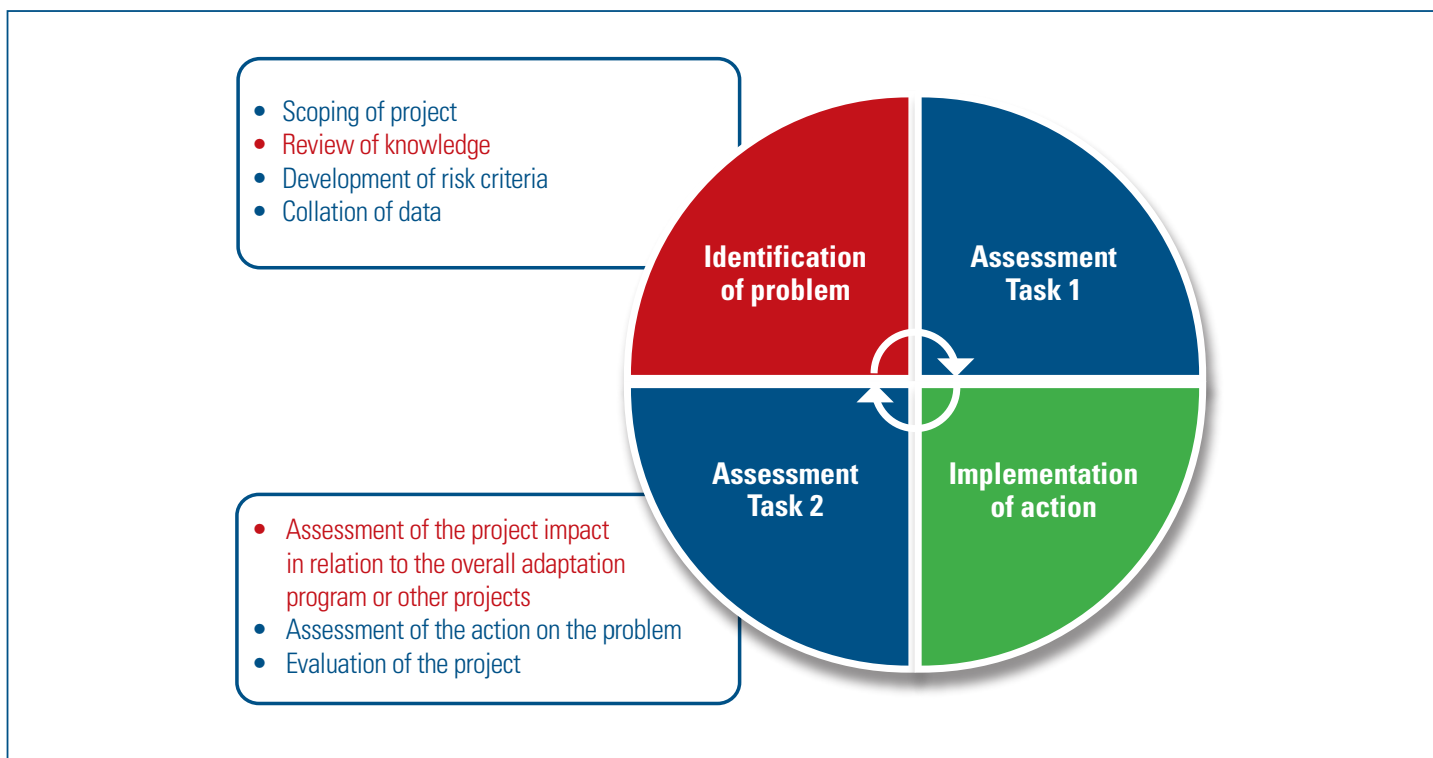 • Scoping of project
• Review of knowledge
• Development of risk criteria
• Collation of data
Identification
of problem
Assessment
Task 1
Assessment
Task 2
Implementation
of action
• Assessment of the project impact
in relation to the overall adaptation
program or other projects
• Assessment of the action on the problem
• Evaluation of the project